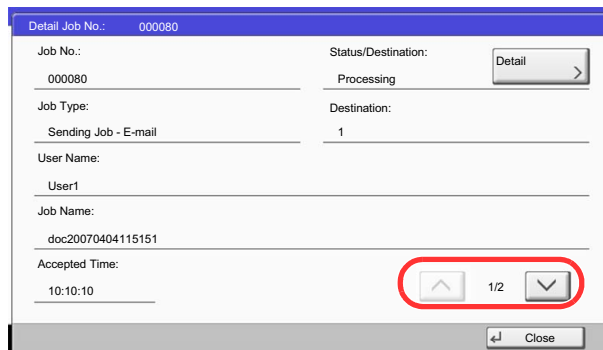 Detail Job No.: 000080
Job No.:
000080
Status/Destination:
Processing
Detail
Job Type:
Sending Job - E-mail
Destination:
1
User Name:
User1
Job Name:
doc20070404115151
Accepted Time:
10:10:10
1/2
Close